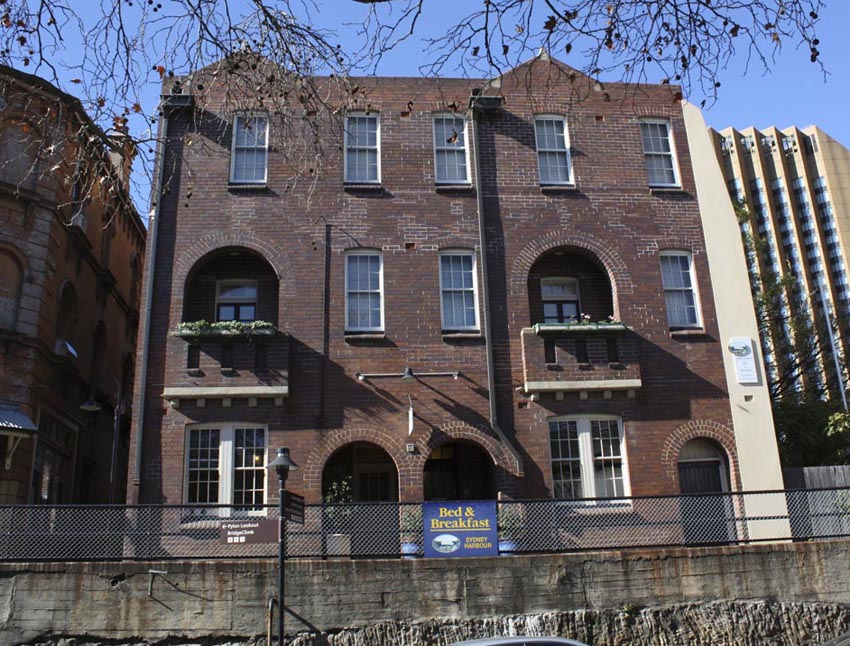 ←Pylon Lookout
BridgeClimb
Bed &
Breakfast
SYDNEY
HARBOUR